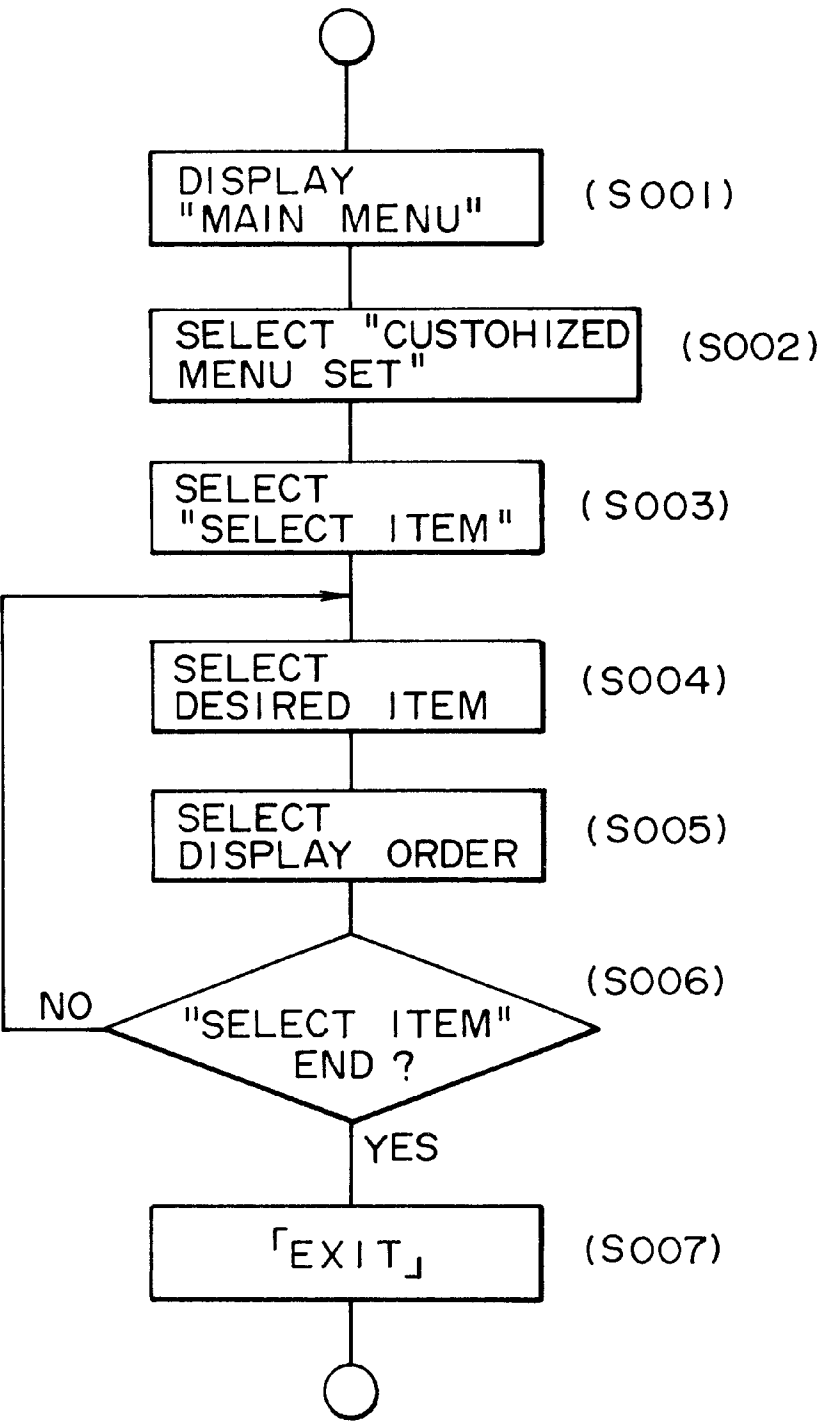 DISPLAY
"MAIN MENU"
(S001)
SELECT "CUSTOHIZED
MENU SET"
(S002)
SELECT
"SELECT ITEM"
(S003)
SELECT
DESIRED ITEM
(S004)
SELECT
DISPLAY ORDER
(S005)
(S006)
NO
"SELECT ITEM"
END ?
YES
「EXIT」
(S007)